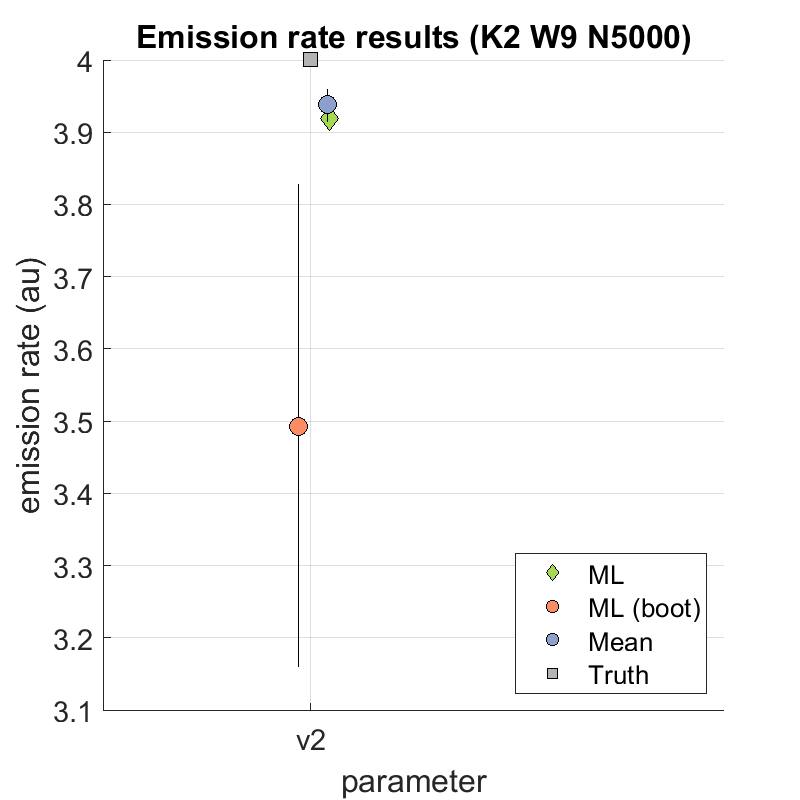 Emission rate results (K2 W9 N5000)
4
3.9
3.8
3.7
3.6
3.5
3.4
3.3
3.2
3.1
emission rate (au)
ML
ML (boot)
Mean
Truth
v2
parameter